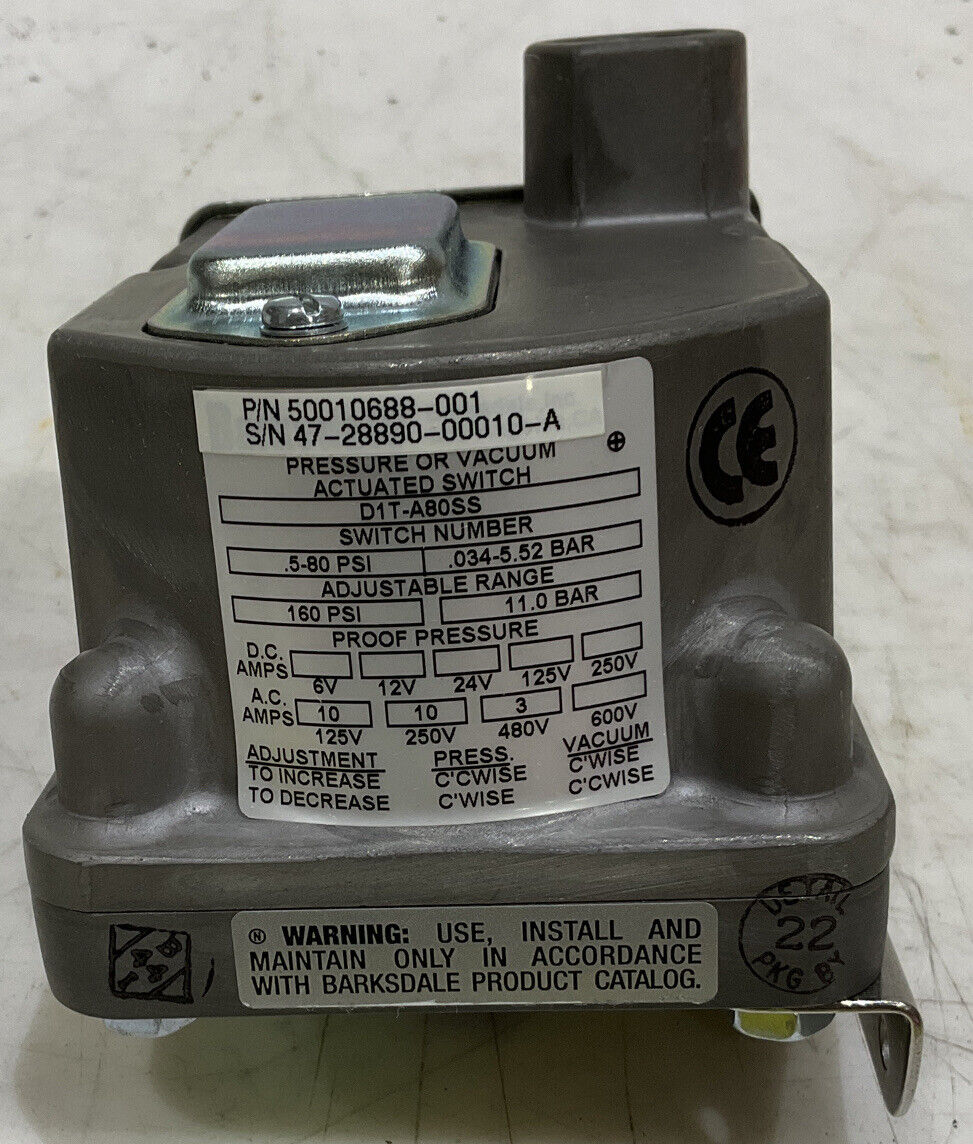 P/N 50010688-001
S/N 47-28890-00010-A
PRESSURE OR VACUUM
ACTUATED SWITCH
D1T-A80SS
SWITCH NUMBER
.5-80 PSI .034-5.52 BAR
ADJUSTABLE RANGE
160 PSI 11.0 BAR
PROOF PRESSURE
D.C.
AMPS
6V 12V 24V 125V 250V
A.C.
AMPS 10 10 3
125V 250V 480V 600V
ADJUSTMENT PRESS. VACUUM
TO INCREASE C'CWISE C'WISE
TO DECREASE C'WISE C'CWISE
CE
® WARNING: USE, INSTALL AND
MAINTAIN ONLY IN ACCORDANCE
WITH BARKSDALE PRODUCT CATALOG.
DETAIL
22
PKG BY